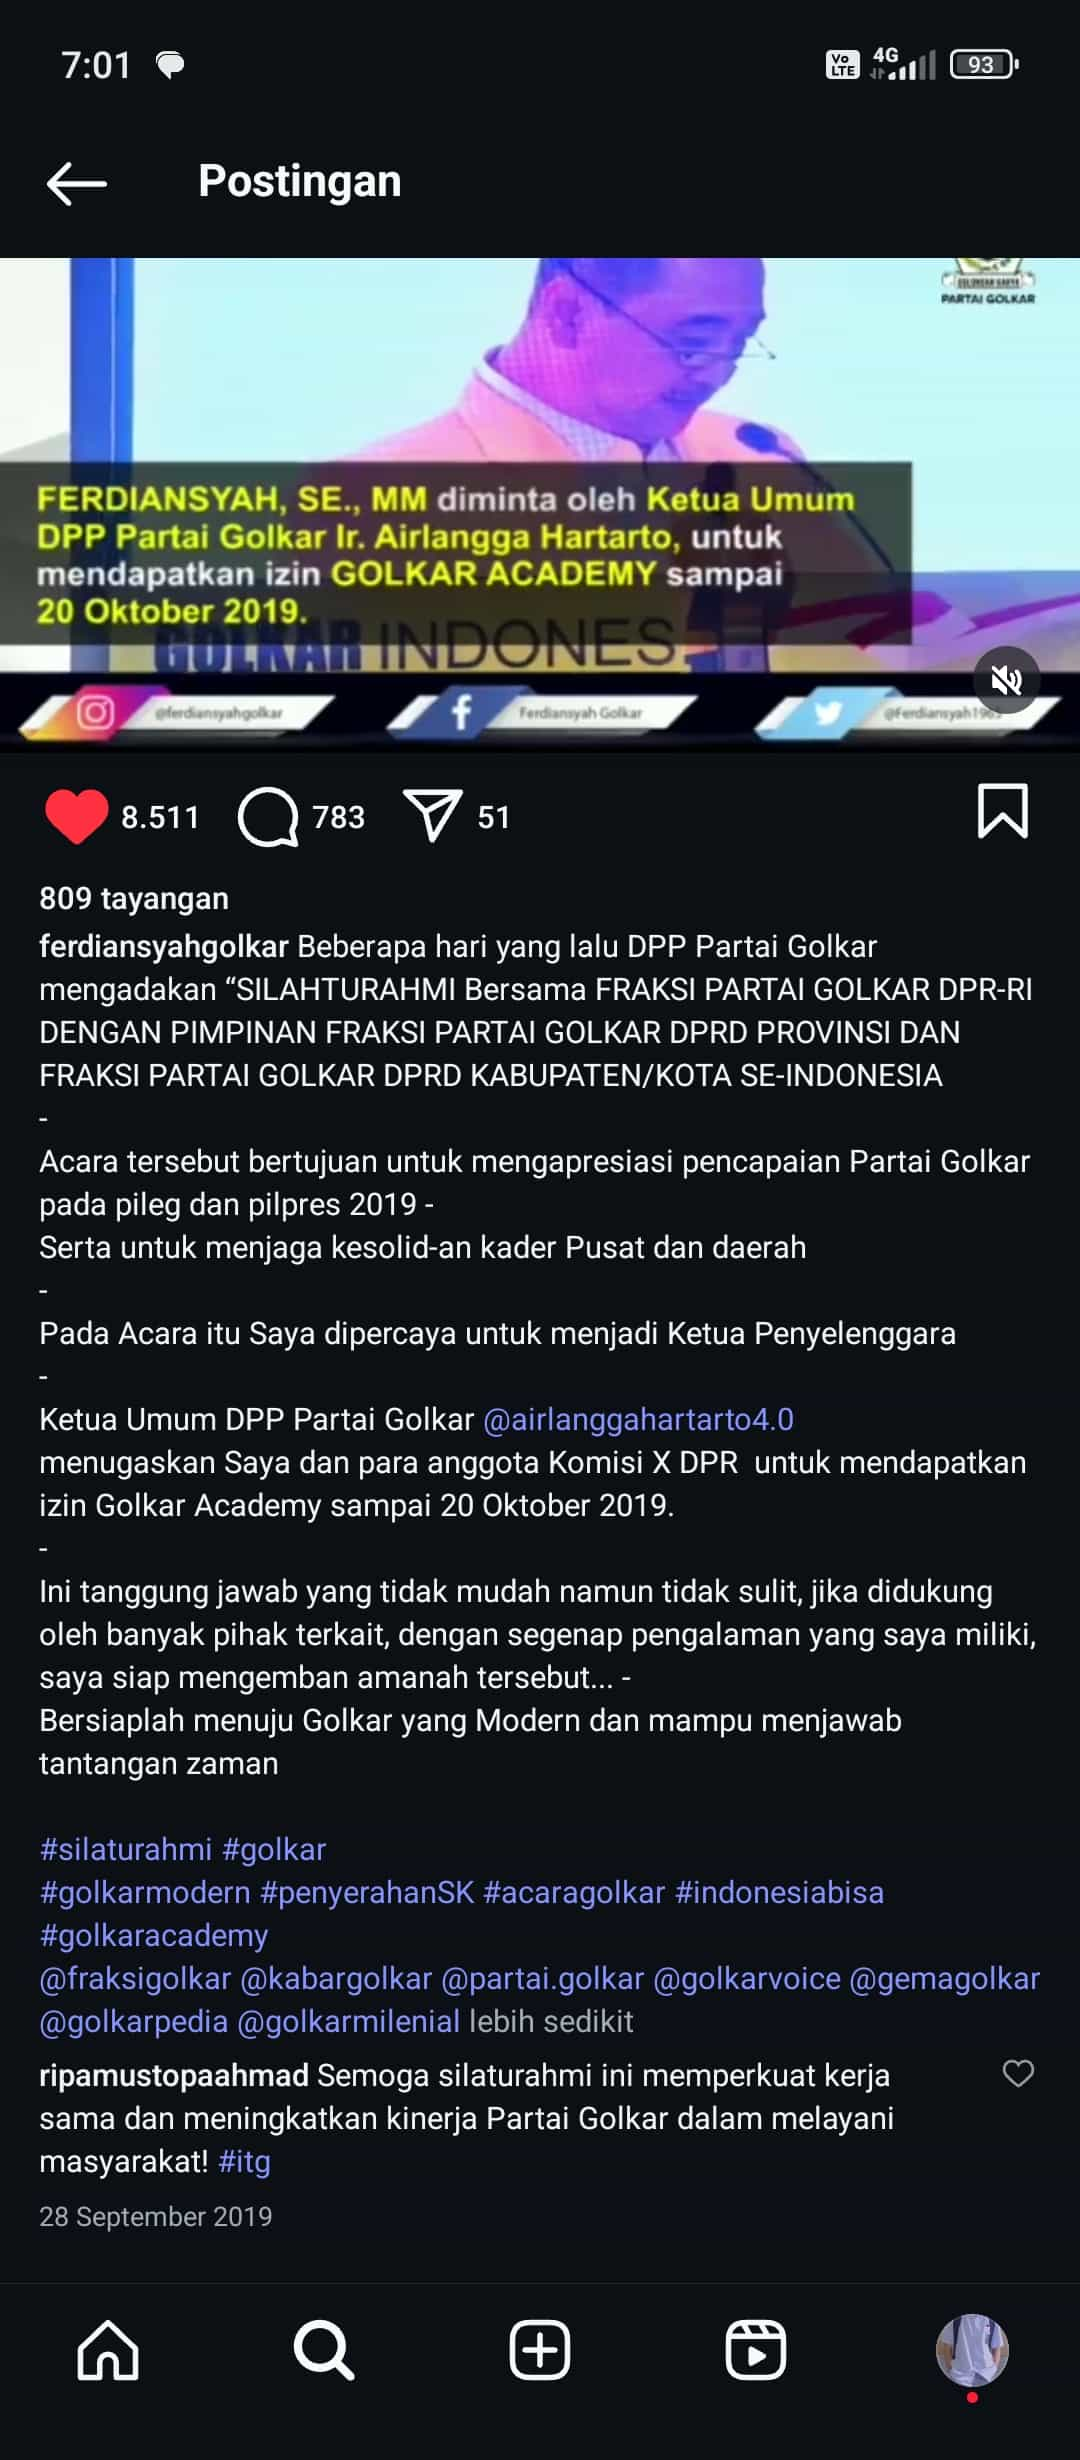 7:01
Vo LTE 4G 93
Postingan
GOLONGAN KARYA
PARTAI GOLKAR
FERDIANSYAH, SE., MM diminta oleh Ketua Umum
DPP Partai Golkar Ir. Airlangga Hartarto, untuk
mendapatkan izin GOLKAR ACADEMY sampai
20 Oktober 2019.
GOLKAR INDONES
@ferdiansyahgolkar
Ferdiansyah Golkar
@Ferdiansyah1965
8.511 783 51
809 tayangan
ferdiansyahgolkar Beberapa hari yang lalu DPP Partai Golkar
mengadakan “SILAHTURAHMI Bersama FRAKSI PARTAI GOLKAR DPR-RI
DENGAN PIMPINAN FRAKSI PARTAI GOLKAR DPRD PROVINSI DAN
FRAKSI PARTAI GOLKAR DPRD KABUPATEN/KOTA SE-INDONESIA
-
Acara tersebut bertujuan untuk mengapresiasi pencapaian Partai Golkar
pada pileg dan pilpres 2019 -
Serta untuk menjaga kesolid-an kader Pusat dan daerah
-
Pada Acara itu Saya dipercaya untuk menjadi Ketua Penyelenggara
-
Ketua Umum DPP Partai Golkar @airlanggahartarto4.0
menugaskan Saya dan para anggota Komisi X DPR  untuk mendapatkan
izin Golkar Academy sampai 20 Oktober 2019.
-
Ini tanggung jawab yang tidak mudah namun tidak sulit, jika didukung
oleh banyak pihak terkait, dengan segenap pengalaman yang saya miliki,
saya siap mengemban amanah tersebut... -
Bersiaplah menuju Golkar yang Modern dan mampu menjawab
tantangan zaman
#silaturahmi #golkar
#golkarmodern #penyerahanSK #acaragolkar #indonesiabisa
#golkaracademy
@fraksigolkar @kabargolkar @partai.golkar @golkarvoice @gemagolkar
@golkarpedia @golkarmilenial lebih sedikit
ripamustopaahmad Semoga silaturahmi ini memperkuat kerja
sama dan meningkatkan kinerja Partai Golkar dalam melayani
masyarakat! #itg
28 September 2019